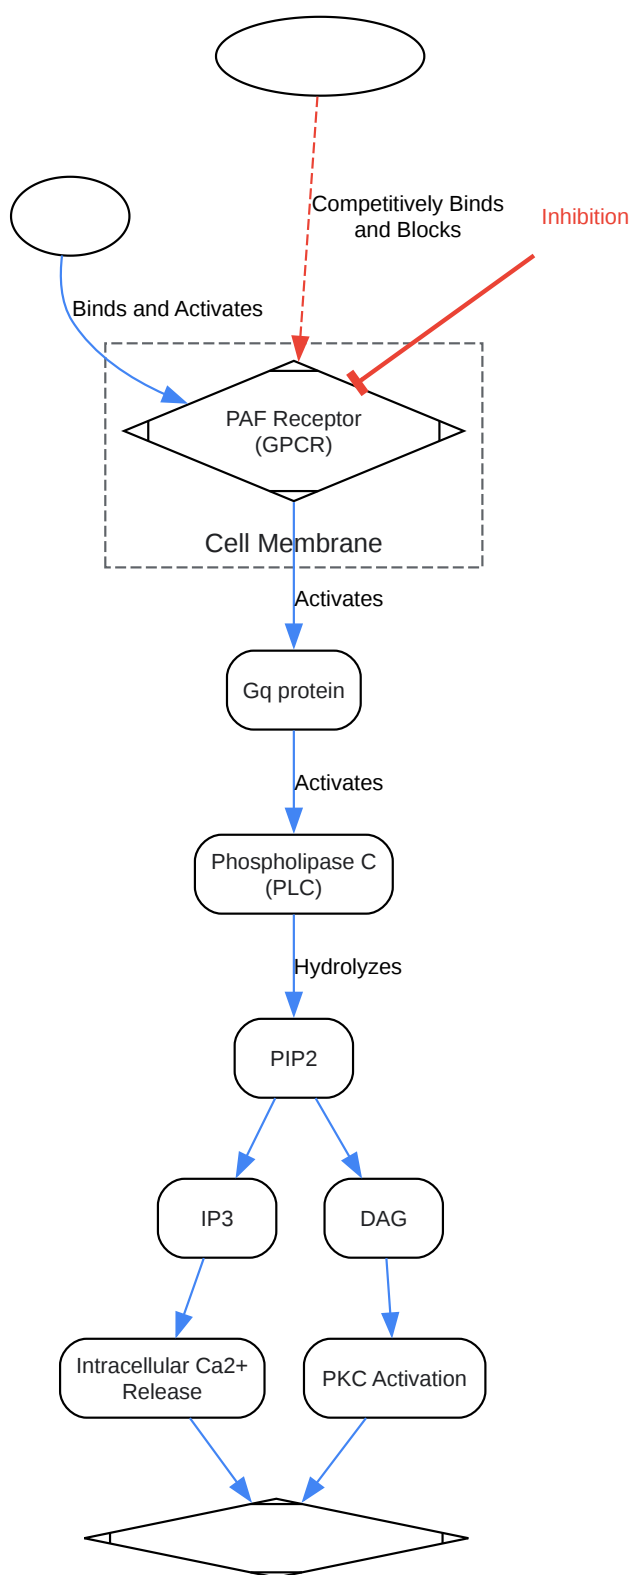 Competitively Binds
and Blocks
Inhibition
Binds and Activates
PAF Receptor
(GPCR)
Cell Membrane
Activates
Gq protein
Activates
Phospholipase C
(PLC)
Hydrolyzes
PIP2
IP3
DAG
Intracellular Ca2+
Release
PKC Activation